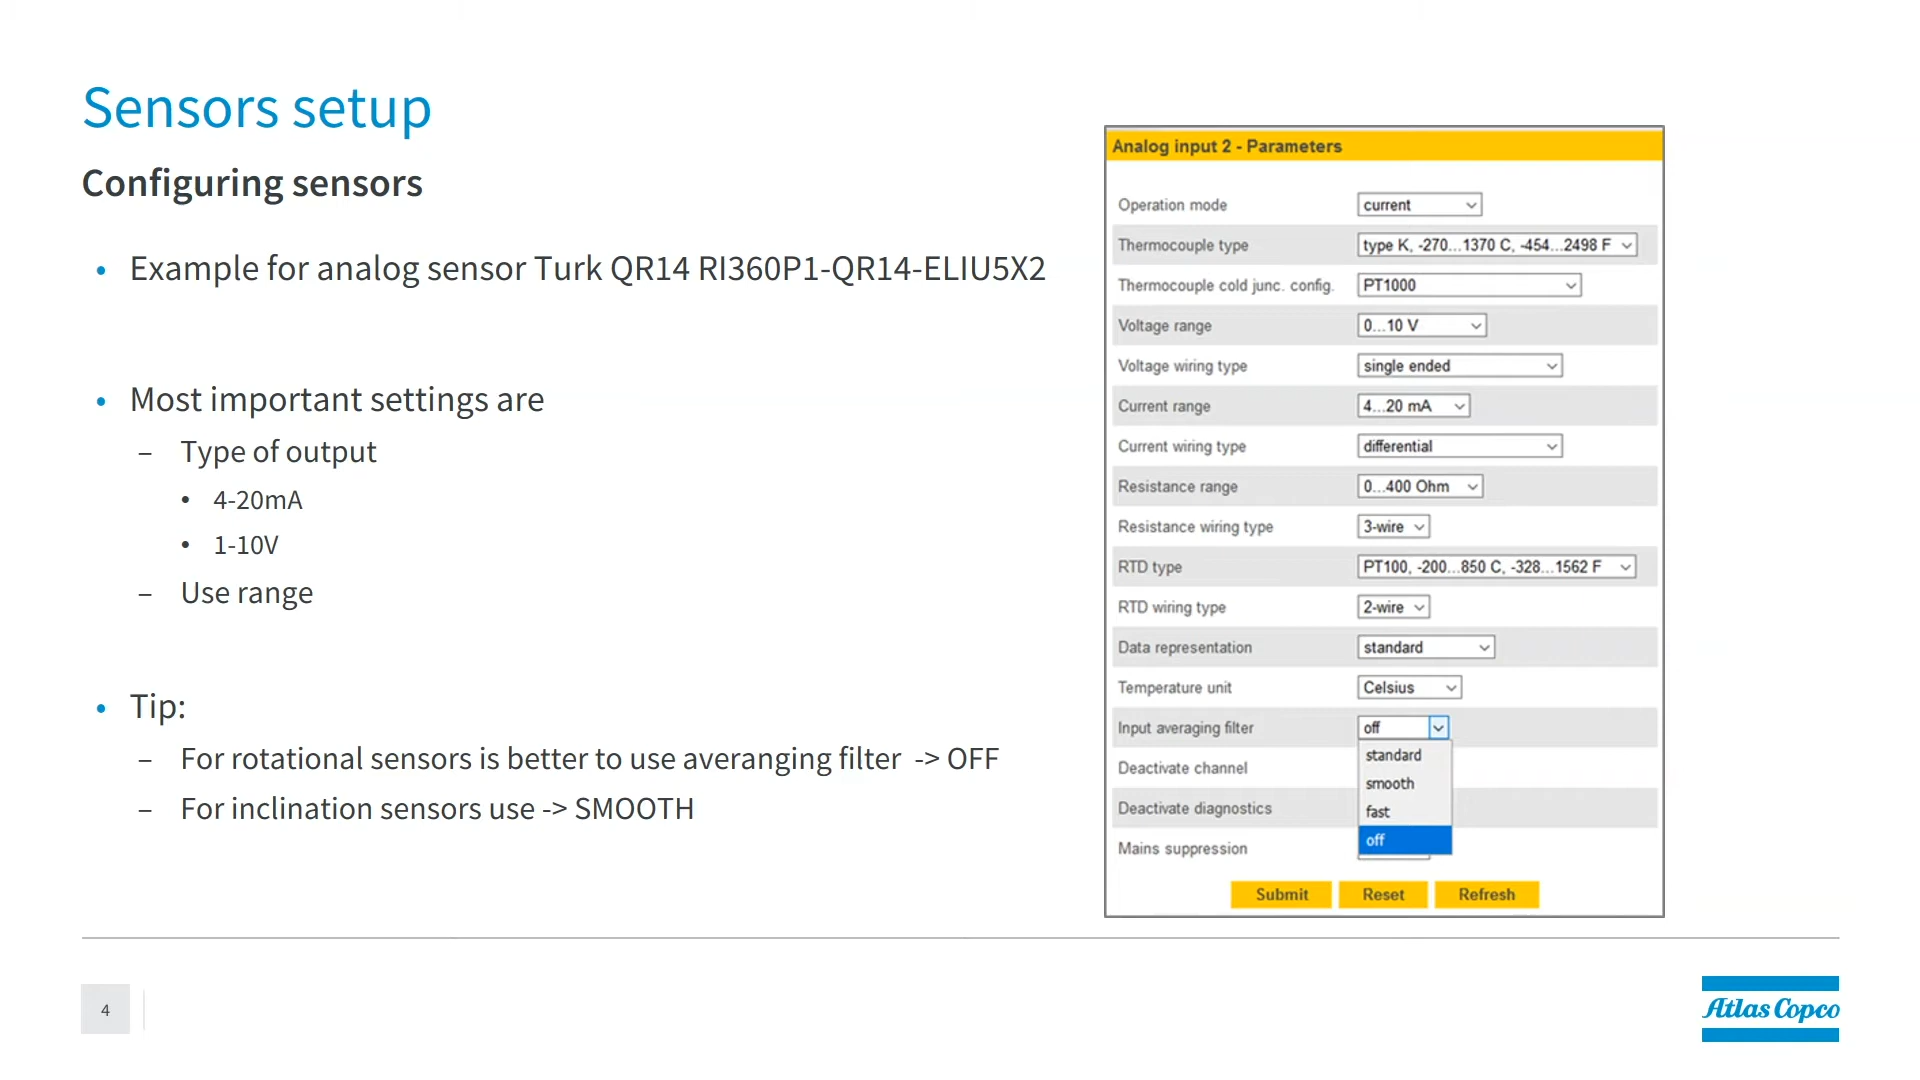 Sensors setup
Configuring sensors
• Example for analog sensor Turk QR14 RI360P1-QR14-ELIU5X2
• Most important settings are
– Type of output
• 4-20mA
• 1-10V
– Use range
• Tip:
– For rotational sensors is better to use averanging filter -> OFF
– For inclination sensors use -> SMOOTH
Analog input 2 - Parameters
Operation mode current
Thermocouple type type K, -270...1370 C, -454...2498 F
Thermocouple cold junc. config. PT1000
Voltage range 0...10 V
Voltage wiring type single ended
Current range 4...20 mA
Current wiring type differential
Resistance range 0...400 Ohm
Resistance wiring type 3-wire
RTD type PT100, -200...850 C, -328...1562 F
RTD wiring type 2-wire
Data representation standard
Temperature unit Celsius
Input averaging filter off
standard
Deactivate channel
smooth
Deactivate diagnostics
fast
off
Mains suppression
Submit Reset Refresh
4
Atlas Copco